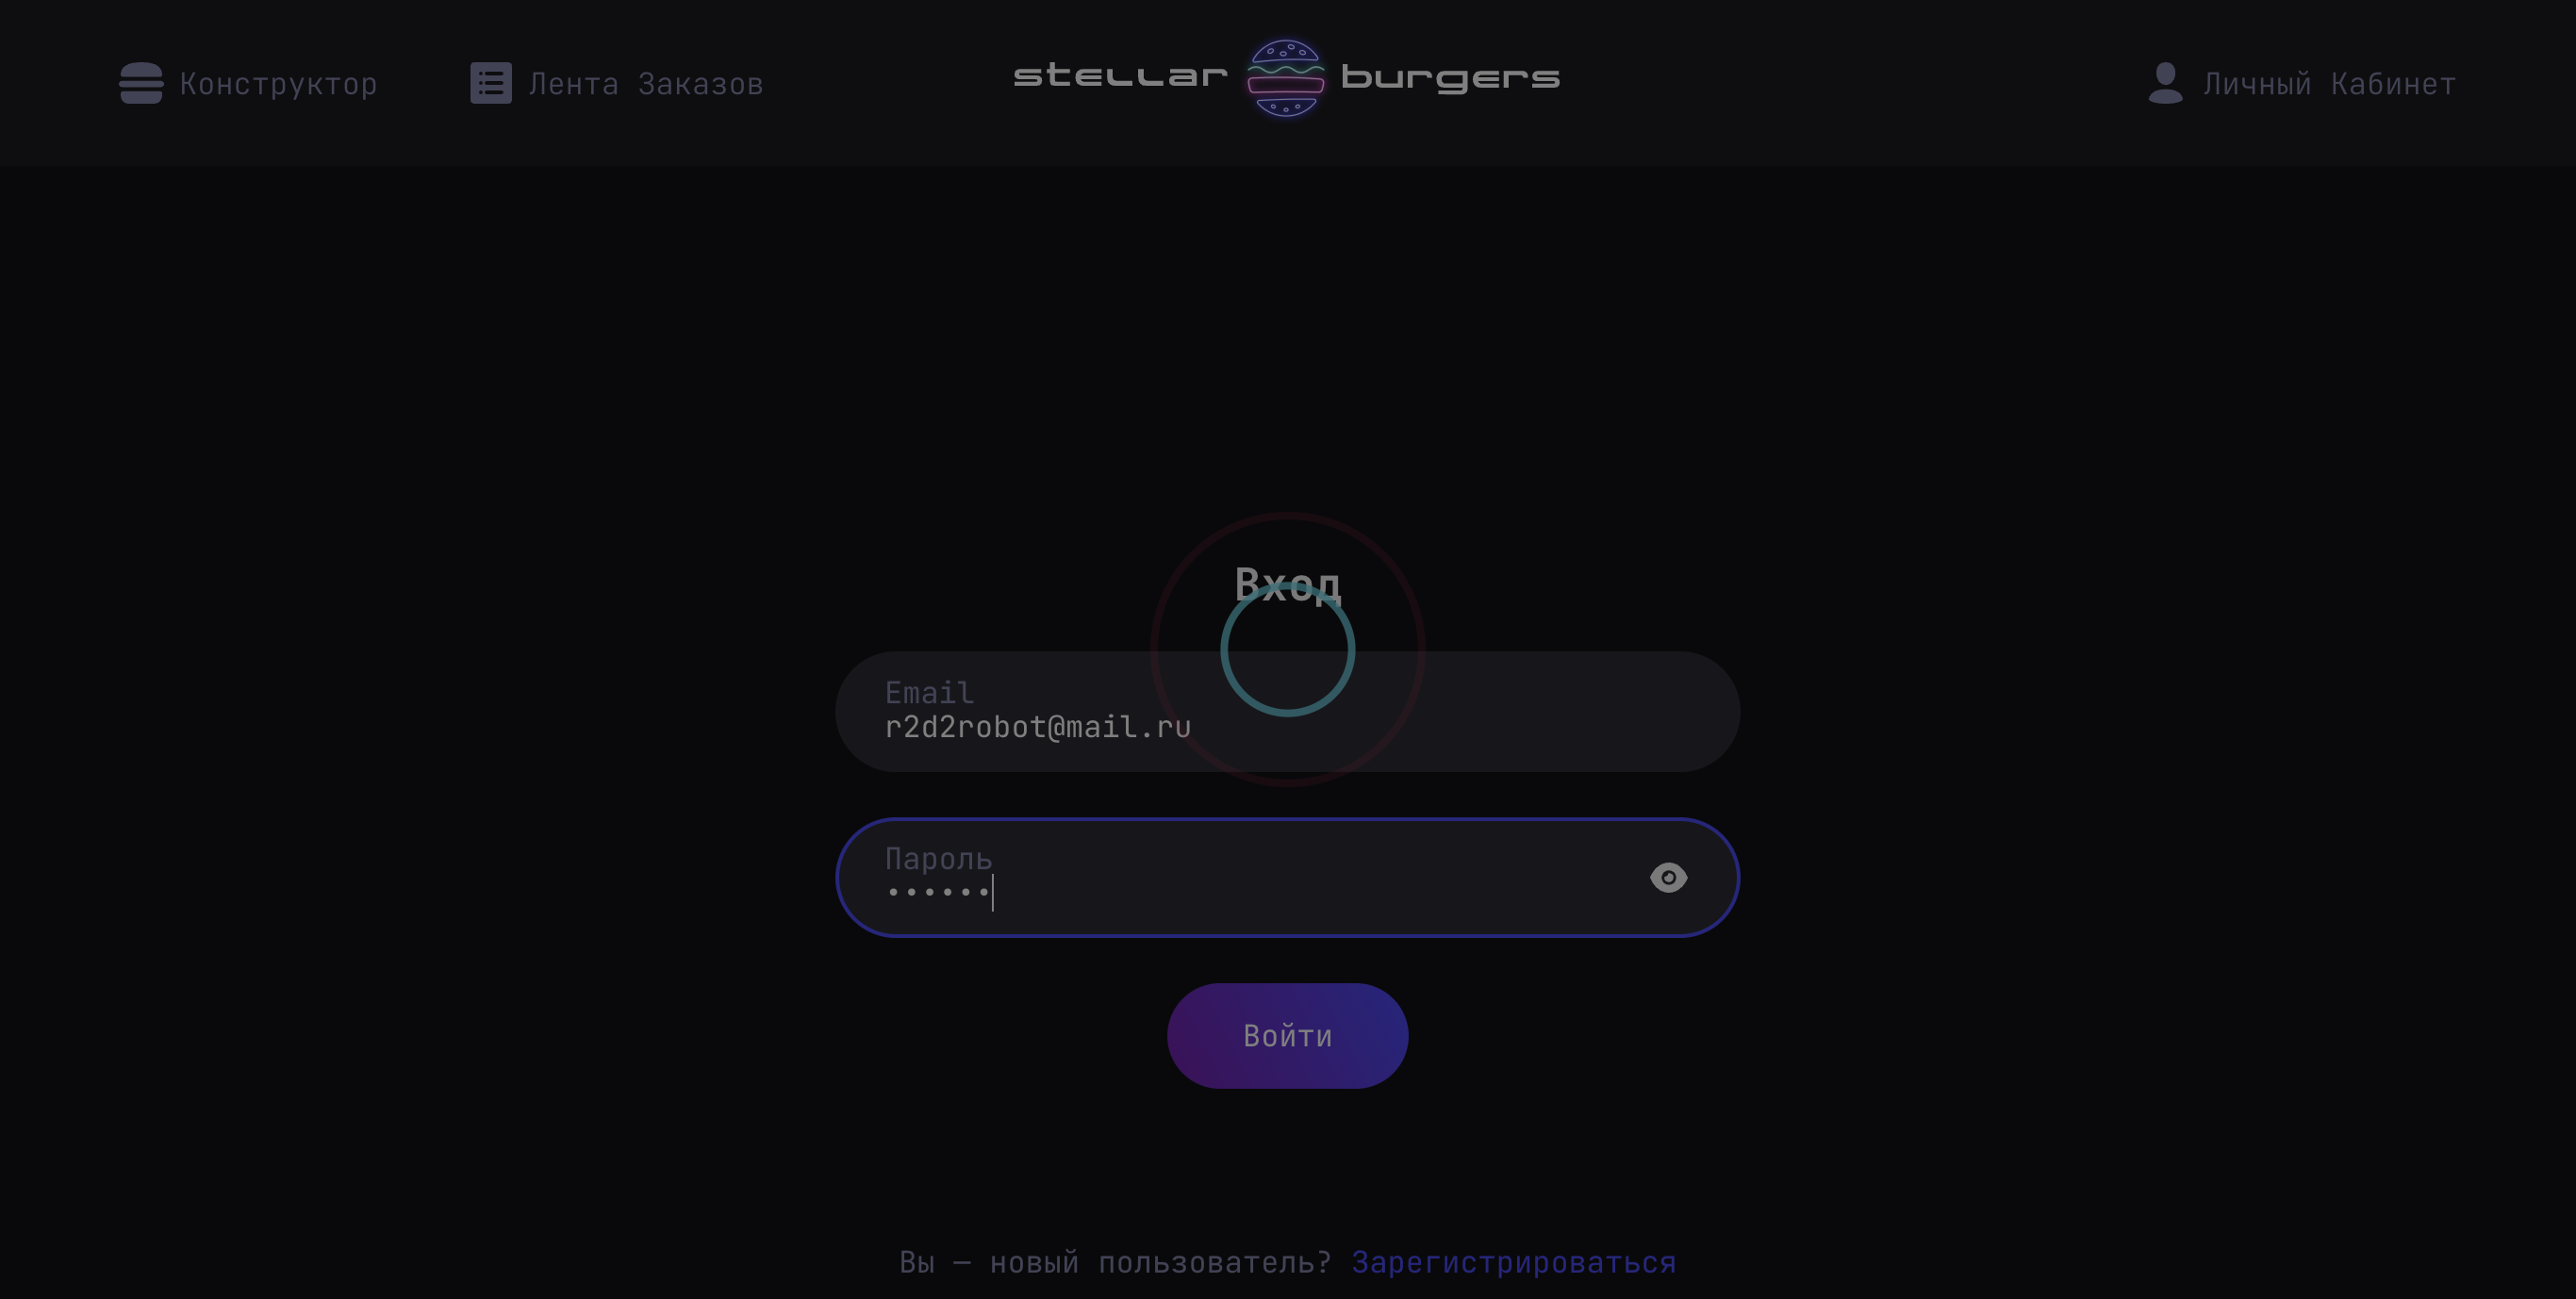 Конструктор
Лента Заказов
stellar burgers
Личный Кабинет
Вход
Email
r2d2robot@mail.ru
Пароль
••••••
Войти
Вы — новый пользователь? Зарегистрироваться